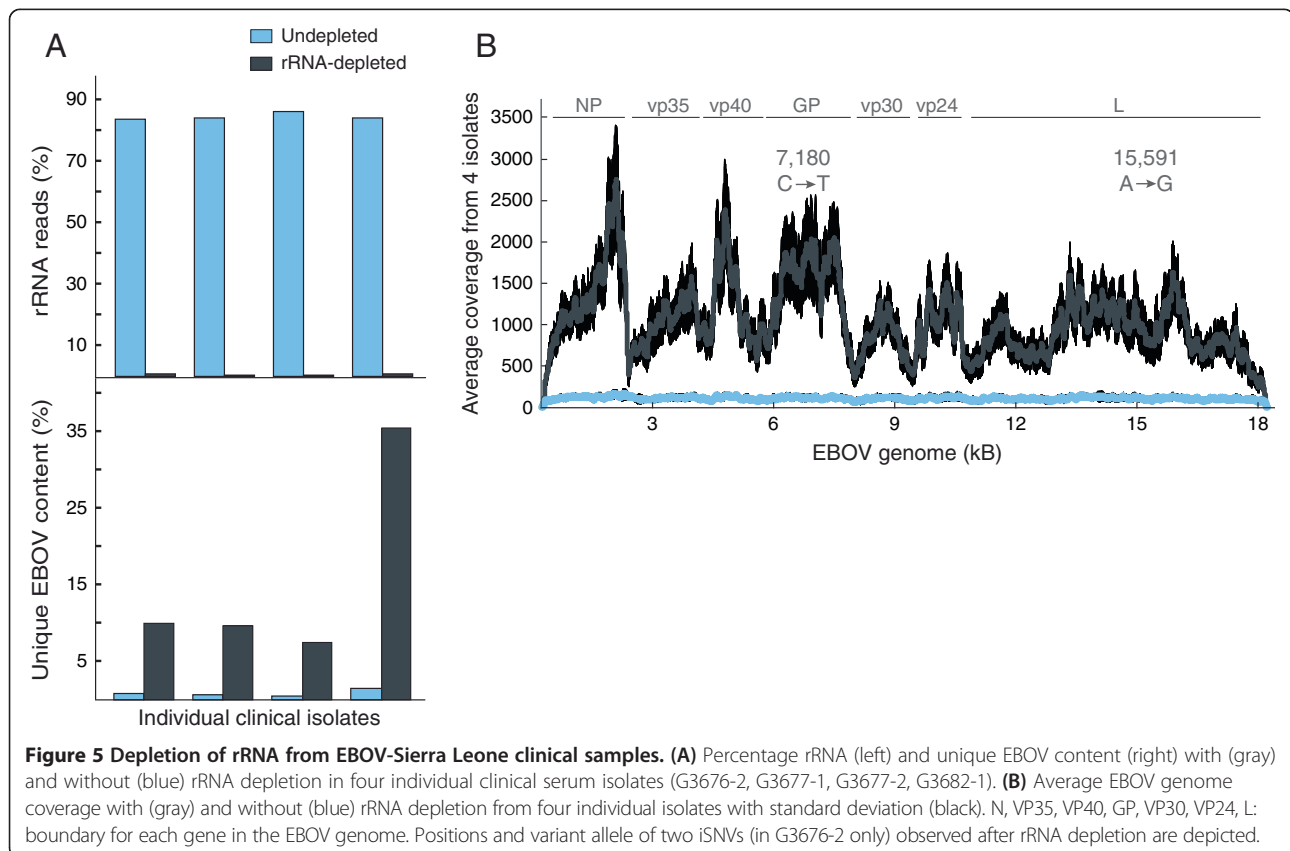 A
Undepleted
rRNA-depleted
90
70
50
30
10
rRNA reads (%)
35
25
15
5
Unique EBOV content (%)
Individual clinical isolates
B
NP vp35 vp40 GP vp30 vp24 L
3500
3000
2500
2000
1500
1000
500
0
Average coverage from 4 isolates
7,180
C→T
15,591
A→G
3 6 9 12 15 18
EBOV genome (kB)
Figure 5 Depletion of rRNA from EBOV-Sierra Leone clinical samples. (A) Percentage rRNA (left) and unique EBOV content (right) with (gray)
and without (blue) rRNA depletion in four individual clinical serum isolates (G3676-2, G3677-1, G3677-2, G3682-1). (B) Average EBOV genome
coverage with (gray) and without (blue) rRNA depletion from four individual isolates with standard deviation (black). N, VP35, VP40, GP, VP30, VP24, L:
boundary for each gene in the EBOV genome. Positions and variant allele of two iSNVs (in G3676-2 only) observed after rRNA depletion are depicted.